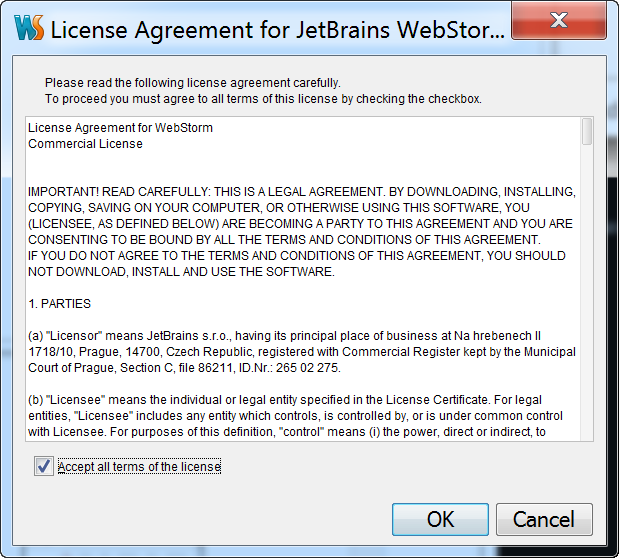 WS License Agreement for JetBrains WebStor...
Please read the following license agreement carefully.
To proceed you must agree to all terms of this license by checking the checkbox.
License Agreement for WebStorm
Commercial License
IMPORTANT! READ CAREFULLY: THIS IS A LEGAL AGREEMENT. BY DOWNLOADING, INSTALLING,
COPYING, SAVING ON YOUR COMPUTER, OR OTHERWISE USING THIS SOFTWARE, YOU
(LICENSEE, AS DEFINED BELOW) ARE BECOMING A PARTY TO THIS AGREEMENT AND YOU ARE
CONSENTING TO BE BOUND BY ALL THE TERMS AND CONDITIONS OF THIS AGREEMENT.
IF YOU DO NOT AGREE TO THE TERMS AND CONDITIONS OF THIS AGREEMENT, YOU SHOULD
NOT DOWNLOAD, INSTALL AND USE THE SOFTWARE.
1. PARTIES
(a) "Licensor" means JetBrains s.r.o., having its principal place of business at Na hrebenech II
1718/10, Prague, 14700, Czech Republic, registered with Commercial Register kept by the Municipal
Court of Prague, Section C, file 86211, ID.Nr.: 265 02 275.
(b) "Licensee" means the individual or legal entity specified in the License Certificate. For legal
entities, "Licensee" includes any entity which controls, is controlled by, or is under common control
with Licensee. For purposes of this definition, "control" means (i) the power, direct or indirect, to
Accept all terms of the license
OK Cancel